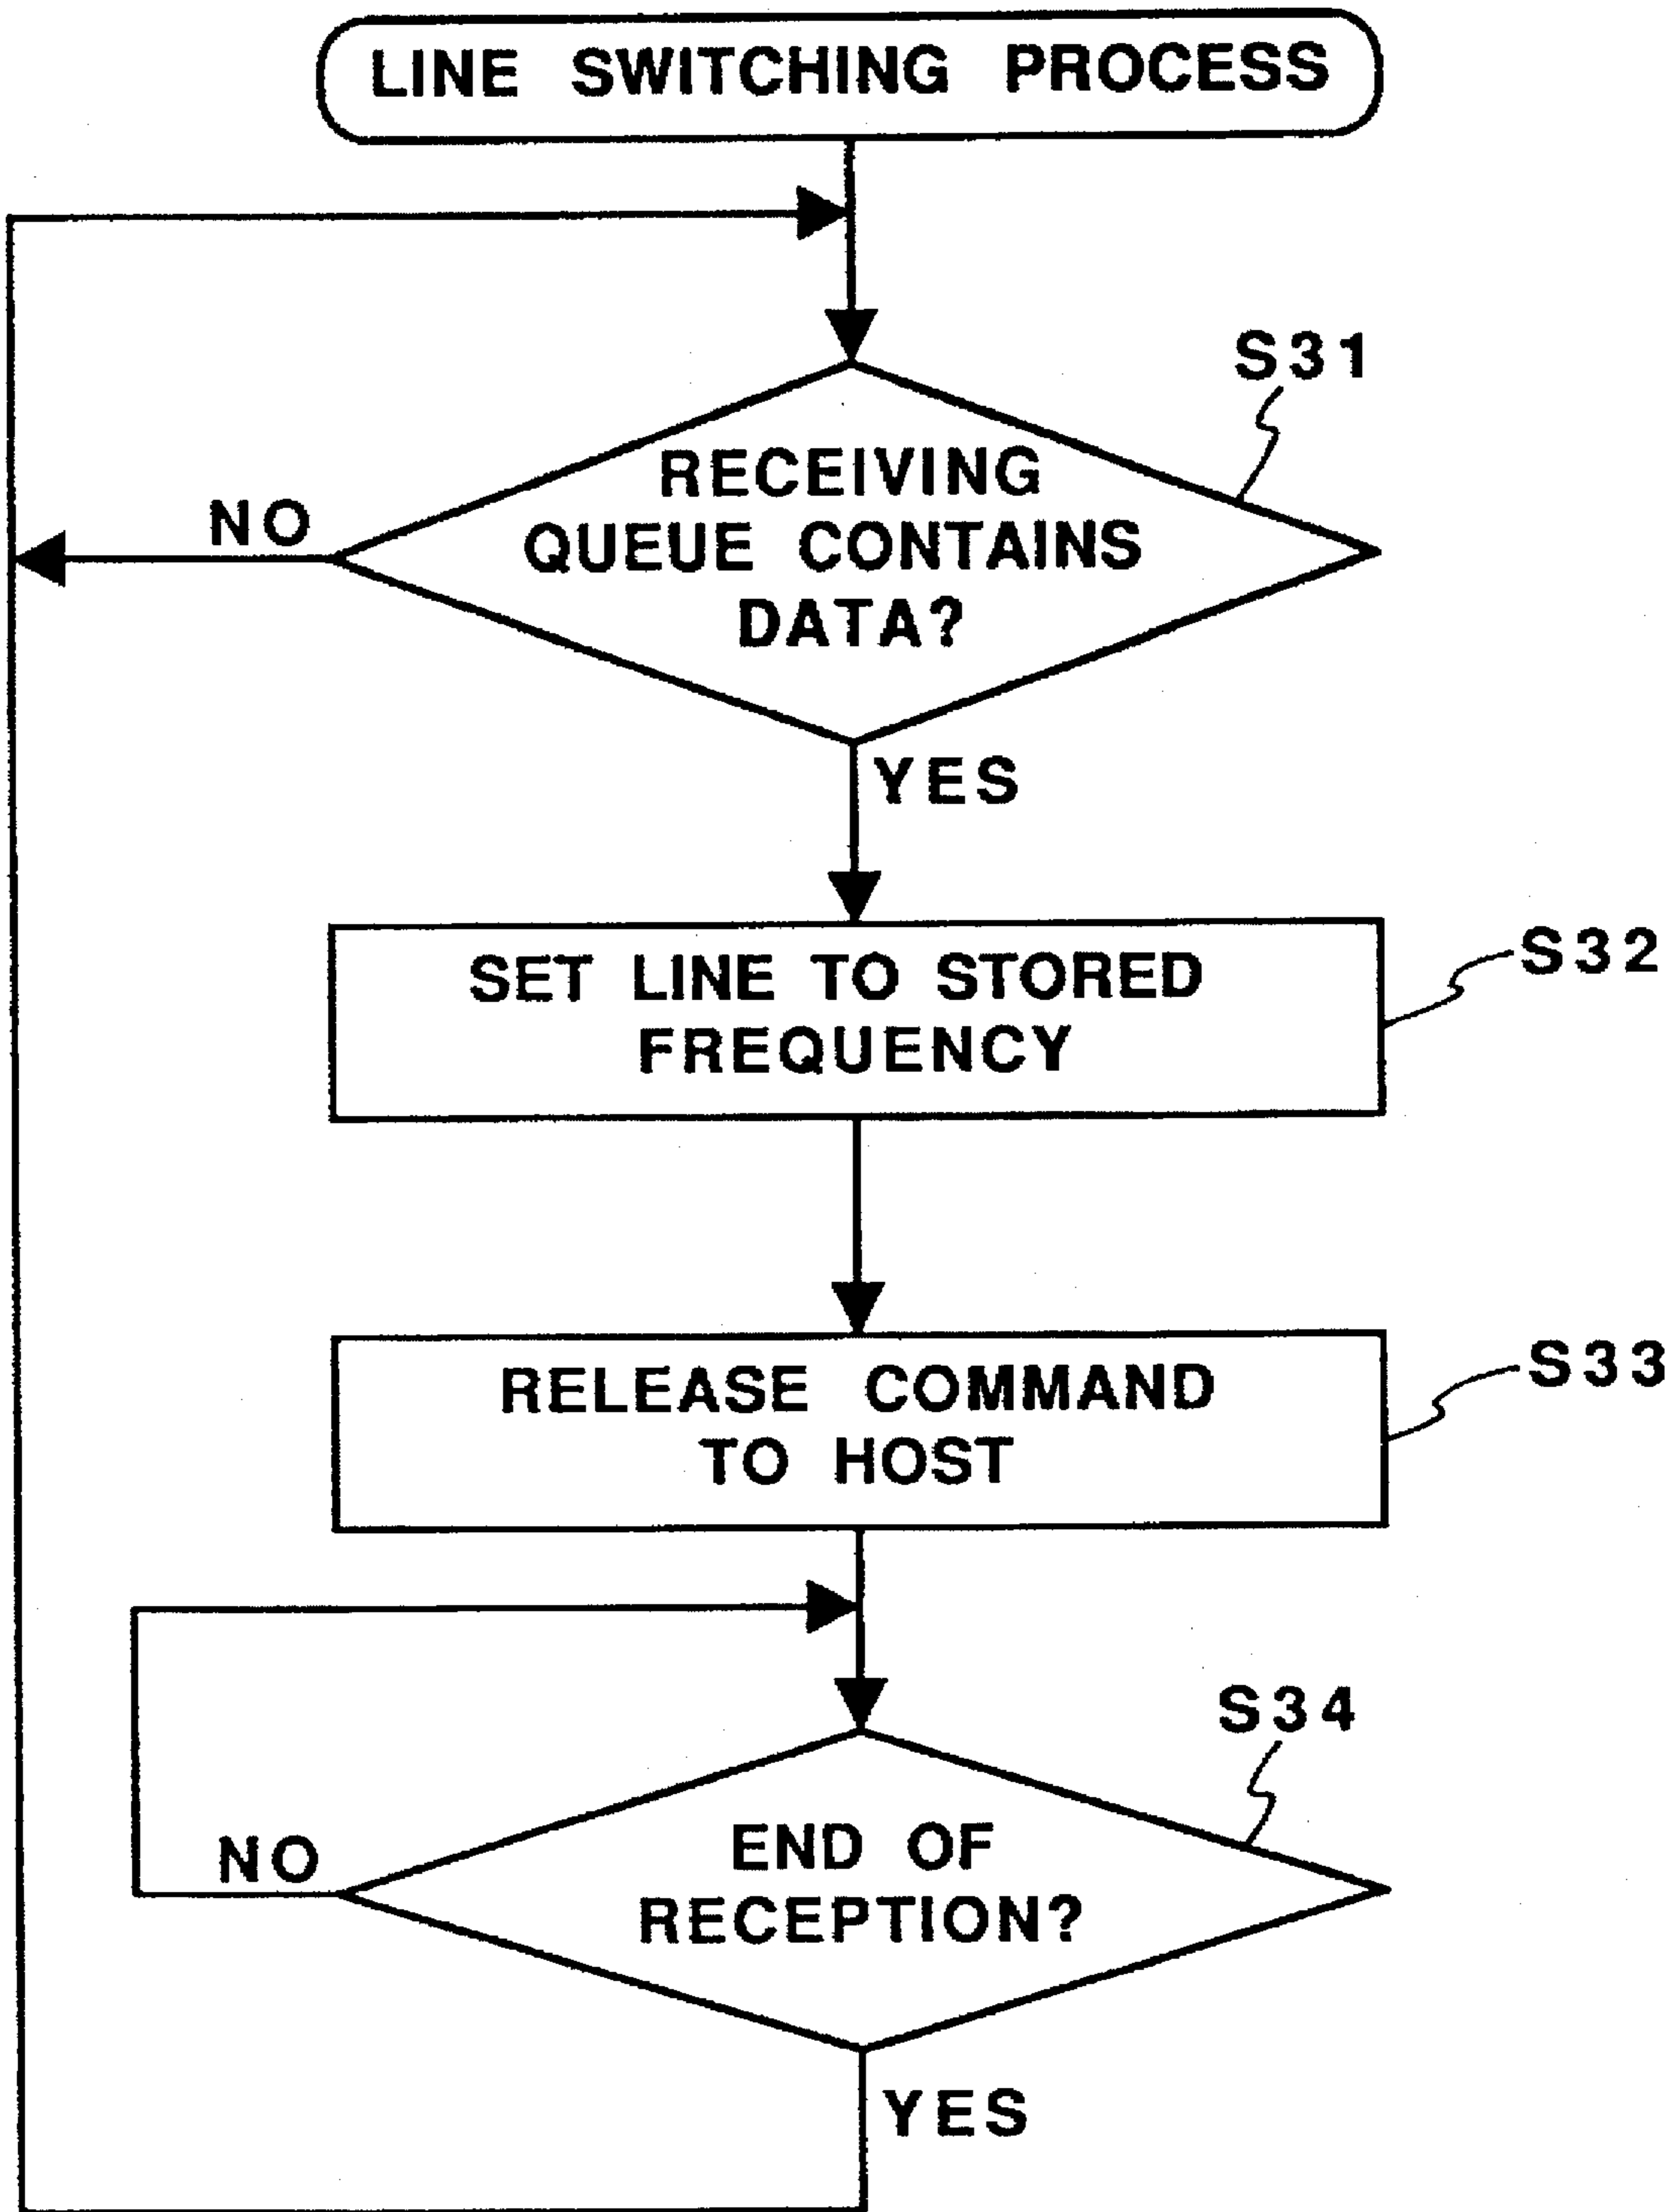 LINE SWITCHING PROCESS
S31
RECEIVING
QUEUE CONTAINS
DATA?
NO
YES
SET LINE TO STORED
FREQUENCY
S32
RELEASE COMMAND
TO HOST
S33
S34
END OF
RECEPTION?
NO
YES